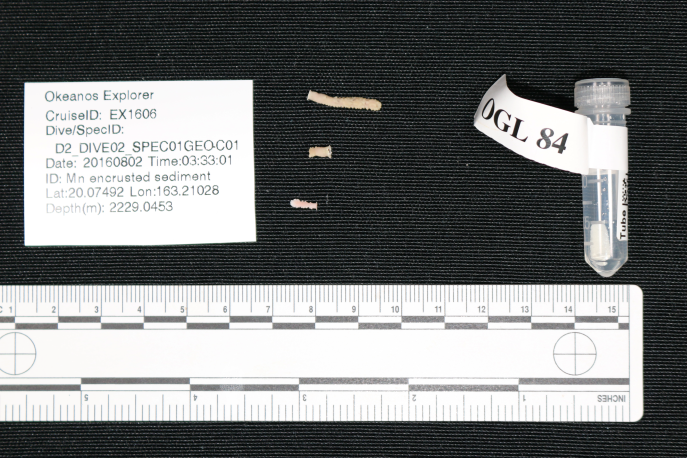 Okeanos Explorer
CruiseID: EX1606
Dive/SpecID:
D2_DIVE02_SPEC01GEO-C01
Date: 20160802 Time:03:33:01
ID: Mn encrusted sediment
Lat:20.07492 Lon:163.21028
Depth(m): 2229.0453
OGL 84
Tube
1 2 3 4 5 6 7 8 9 10 11 12 13 14 15
5 4 3 2 1 INCHES